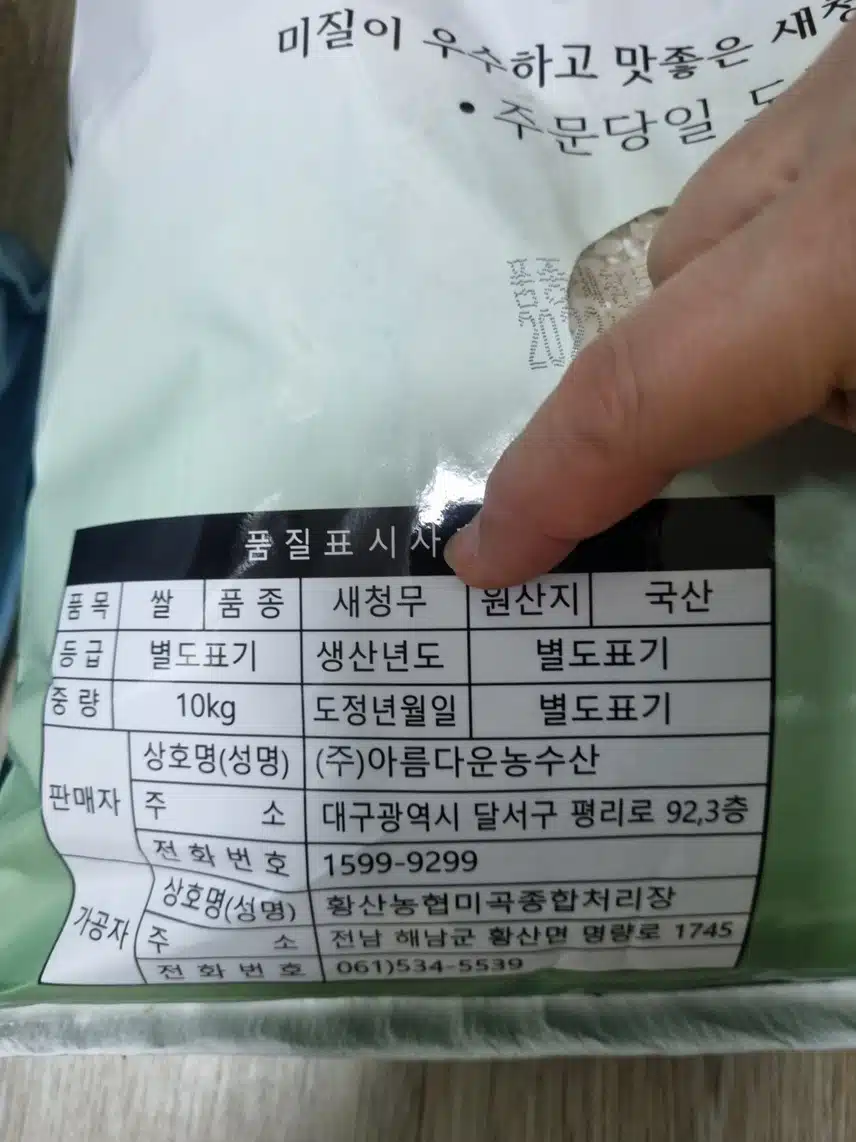 미질이 우수하고 맛좋은
• 주문당일
품종
품질표시사
품목 쌀 품종 새청무 원산지 국산
등급 별도표기 생산년도 별도표기
중량 10kg 도정년월일 별도표기
판매자 상호명(성명) (주)아름다운농수산
주 소 대구광역시 달서구 평리로 92,3층
전화번호 1599-9299
가공자 상호명(성명) 황산농협미곡종합처리장
주 소 전남 해남군 황산면 명량로 1745
전화번호 061)534-5539